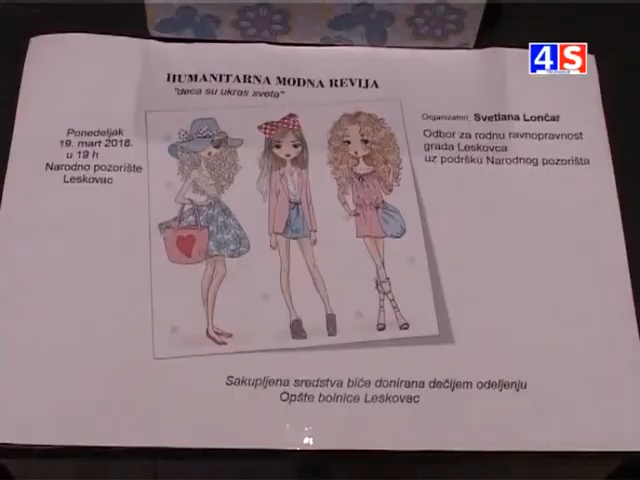 4S
TELEVIZIJA
HUMANITARNA MODNA REVIJA
"deca su ukras sveta"
Ponedeljak
19. mart 2018.
u 19 h
Narodno pozorište
Leskovac
Organizatori: Svetlana Lončar
Odbor za rodnu ravnopravnost
grada Leskovca
uz podršku Narodnog pozorišta
Sakupljena sredstva biće donirana dečijem odeljenju
Opšte bolnice Leskovac